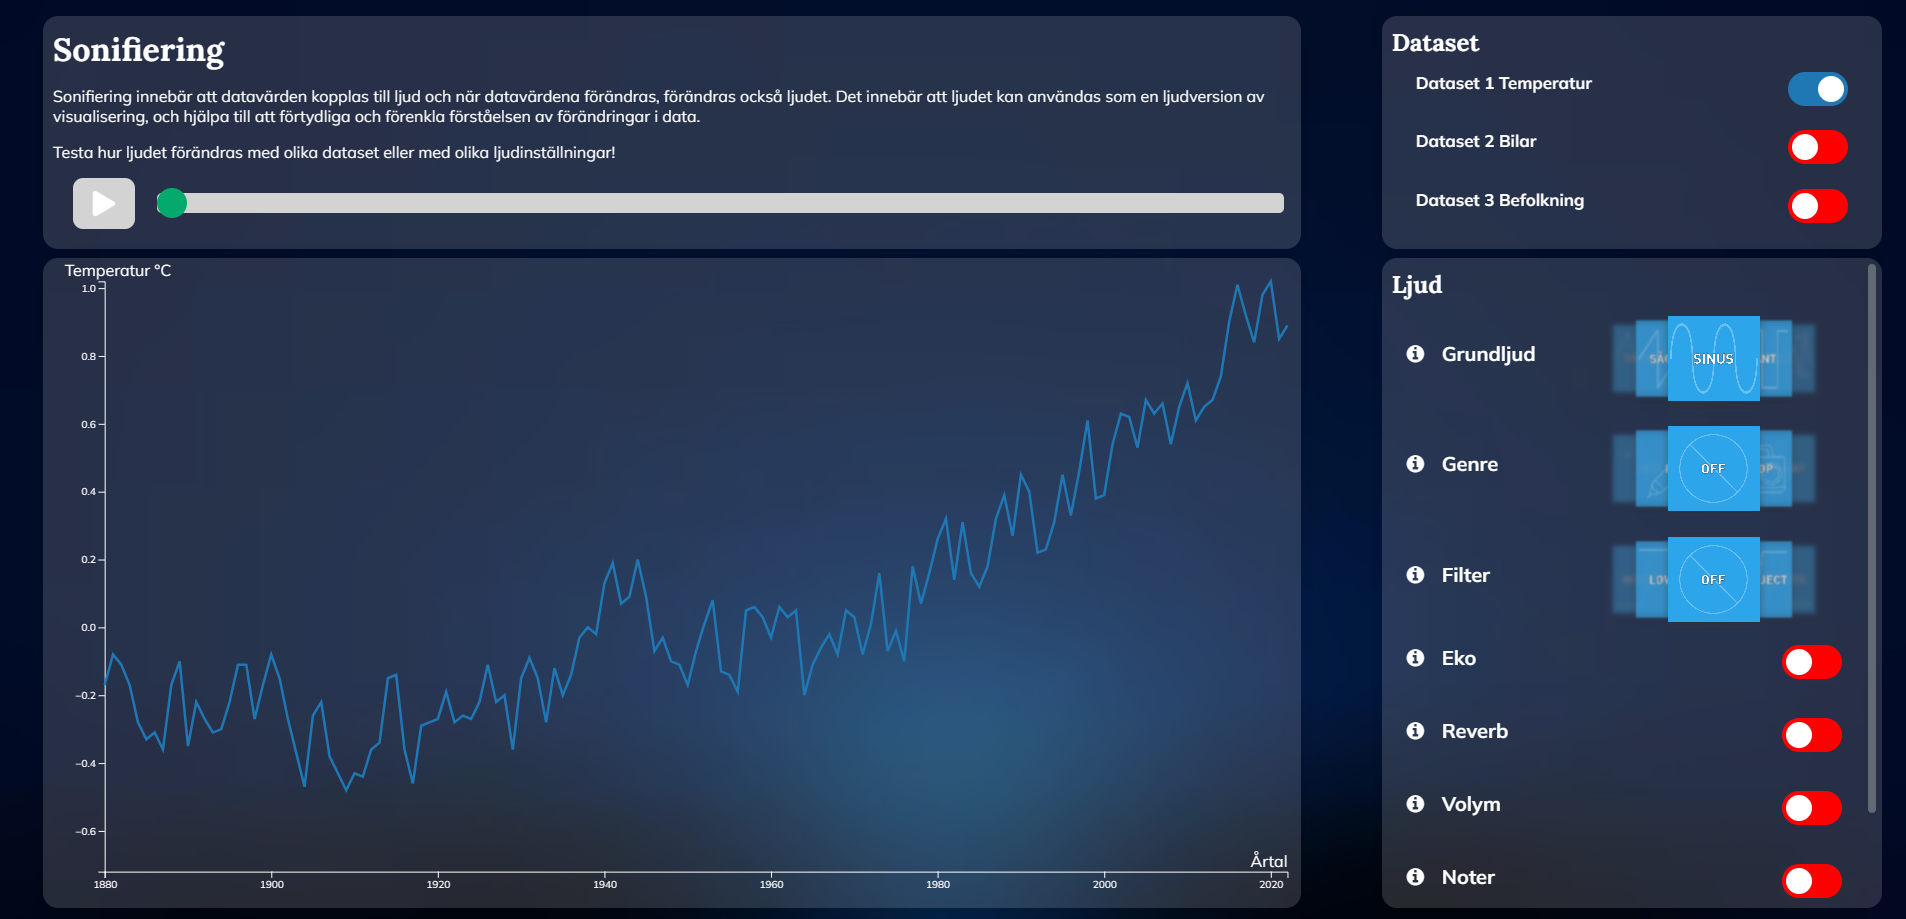 Sonifiering
Sonifiering innebär att datavärden kopplas till ljud och när datavärdena förändras, förändras också ljudet. Det innebär att ljudet kan användas som en ljudversion av
visualisering, och hjälpa till att förtydliga och förenkla förståelsen av förändringar i data.
Testa hur ljudet förändras med olika dataset eller med olika ljudinställningar!
Temperatur °C
1.0
0.8
0.6
0.4
0.2
0.0
−0.2
−0.4
−0.6
Årtal
1880 1900 1920 1940 1960 1980 2000 2020
Dataset
Dataset 1 Temperatur
Dataset 2 Bilar
Dataset 3 Befolkning
Ljud
Grundljud
SINUS
Genre
OFF
Filter
OFF
Eko
Reverb
Volym
Noter